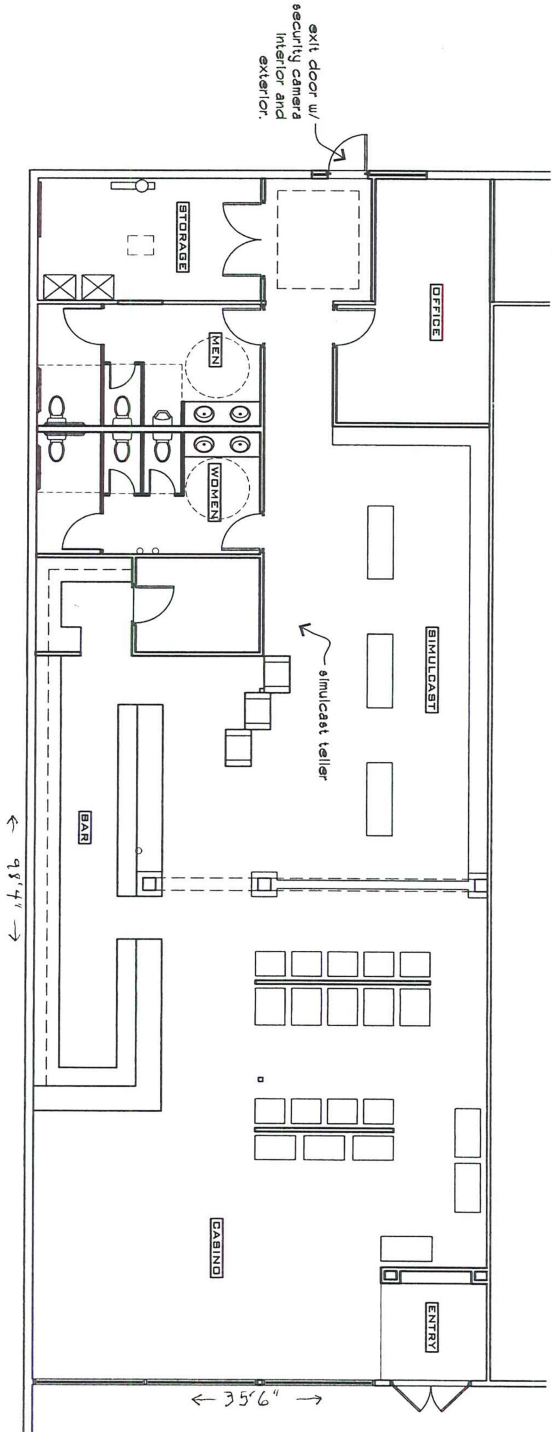 exit door w/
security camera
interior and
exterior.
STORAGE
OFFICE
MEN
WOMEN
SIMULCAST
simulcast teller
BAR
← 98'4" →
CASINO
ENTRY
← 35'6" →